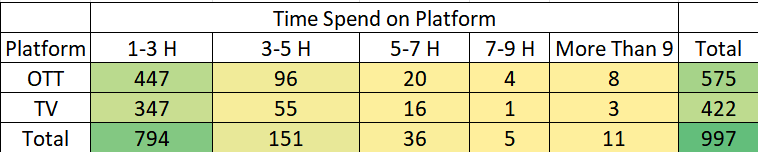 Time Spend on Platform
Platform 1-3 H 3-5 H 5-7 H 7-9 H More Than 9 Total
OTT 447 96 20 4 8 575
TV 347 55 16 1 3 422
Total 794 151 36 5 11 997